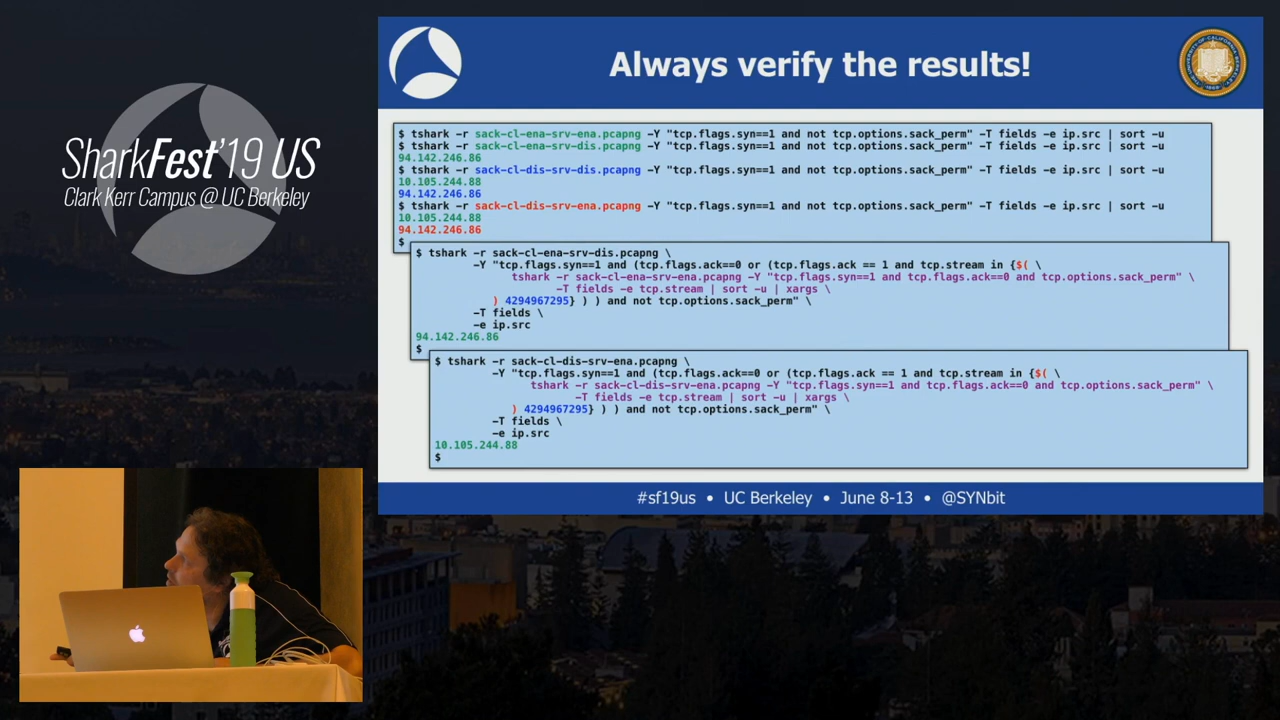 SharkFest'19 US
Clark Kerr Campus @ UC Berkeley
Always verify the results!
$ tshark -r sack-cl-ena-srv-ena.pcapng -Y "tcp.flags.syn==1 and not tcp.options.sack_perm" -T fields -e ip.src | sort -u
$ tshark -r sack-cl-ena-srv-dis.pcapng -Y "tcp.flags.syn==1 and not tcp.options.sack_perm" -T fields -e ip.src | sort -u
94.142.246.86
$ tshark -r sack-cl-dis-srv-dis.pcapng -Y "tcp.flags.syn==1 and not tcp.options.sack_perm" -T fields -e ip.src | sort -u
10.105.244.88
94.142.246.86
$ tshark -r sack-cl-dis-srv-ena.pcapng -Y "tcp.flags.syn==1 and not tcp.options.sack_perm" -T fields -e ip.src | sort -u
10.105.244.88
94.142.246.86
$
$ tshark -r sack-cl-ena-srv-dis.pcapng \
-Y "tcp.flags.syn==1 and (tcp.flags.ack==0 or (tcp.flags.ack == 1 and tcp.stream in {$( \
tshark -r sack-cl-ena-srv-ena.pcapng -Y "tcp.flags.syn==1 and tcp.flags.ack==0 and tcp.options.sack_perm" \
-T fields -e tcp.stream | sort -u | xargs \
) 4294967295} ) ) and not tcp.options.sack_perm" \
-T fields \
-e ip.src
94.142.246.86
$
$ tshark -r sack-cl-dis-srv-ena.pcapng \
-Y "tcp.flags.syn==1 and (tcp.flags.ack==0 or (tcp.flags.ack == 1 and tcp.stream in {$( \
tshark -r sack-cl-dis-srv-ena.pcapng -Y "tcp.flags.syn==1 and tcp.flags.ack==0 and tcp.options.sack_perm" \
-T fields -e tcp.stream | sort -u | xargs \
) 4294967295} ) ) and not tcp.options.sack_perm" \
-T fields \
-e ip.src
10.105.244.88
$
#sf19us • UC Berkeley • June 8-13 • @SYNbit